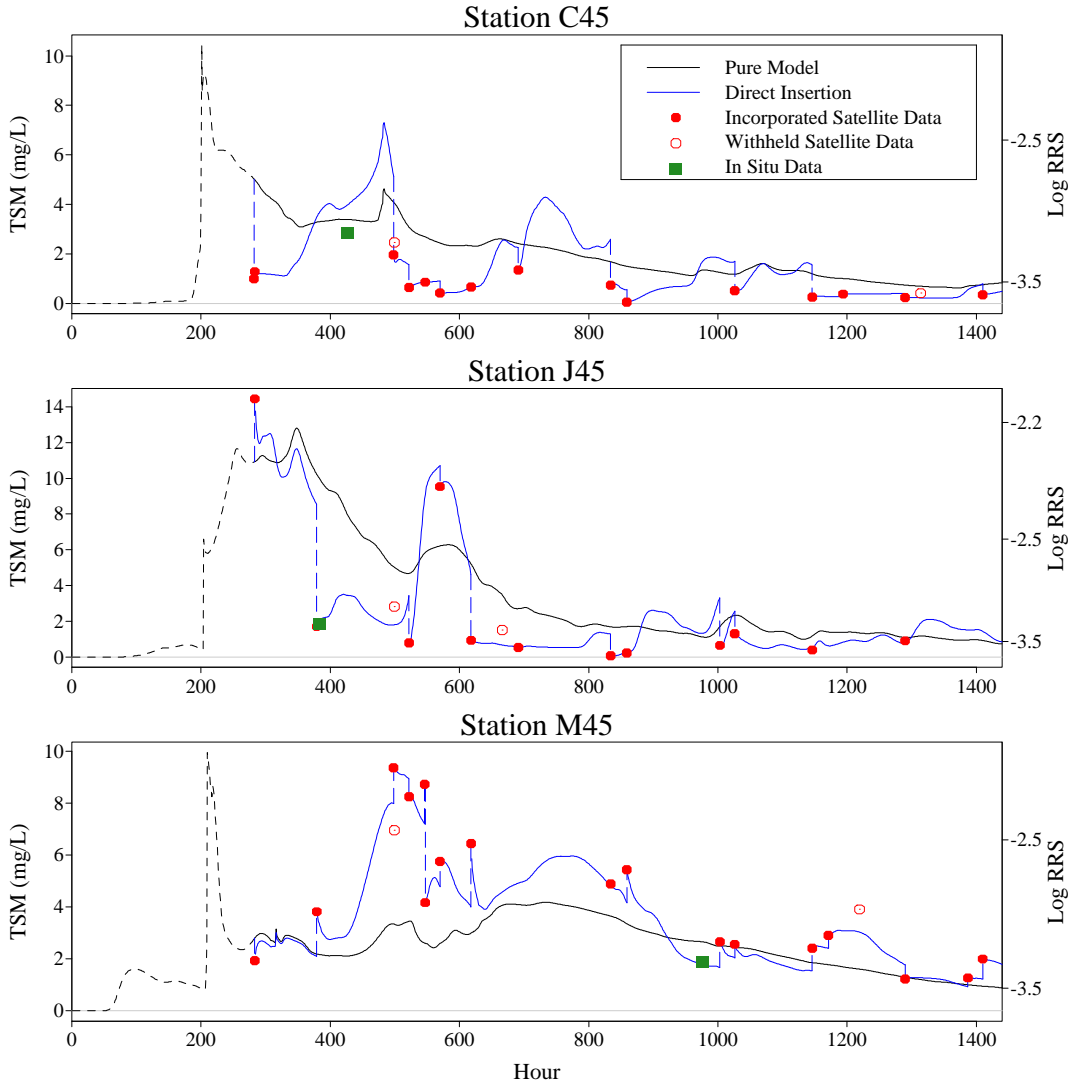 Station C45
10
8
6
4
2
0
TSM (mg/L)
Pure Model
Direct Insertion
Incorporated Satellite Data
Withheld Satellite Data
In Situ Data
-2.5
-3.5
Log RRS
0 200 400 600 800 1000 1200 1400
Station J45
14
12
10
8
6
4
2
0
TSM (mg/L)
-2.2
-2.5
-3.5
Log RRS
0 200 400 600 800 1000 1200 1400
Station M45
10
8
6
4
2
0
TSM (mg/L)
-2.5
-3.5
Log RRS
0 200 400 600 800 1000 1200 1400
Hour